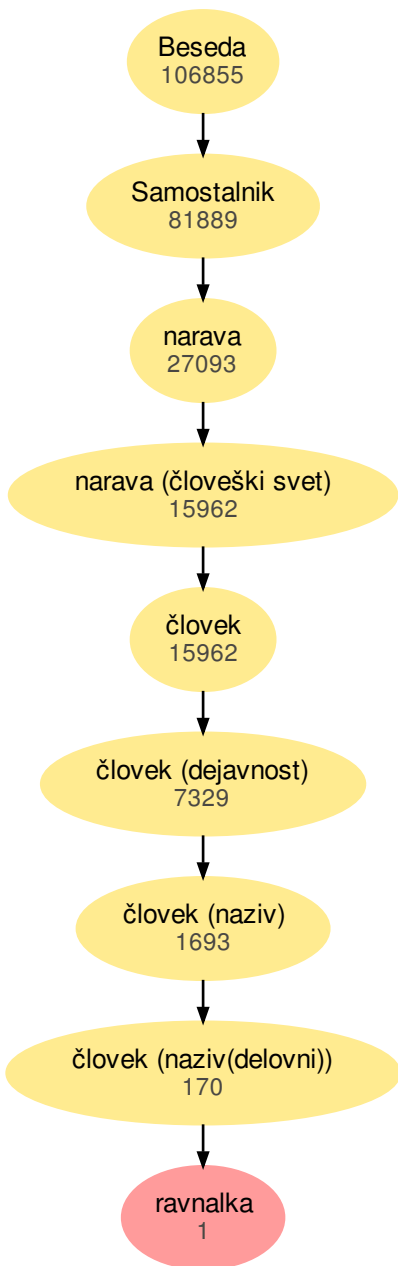 Beseda
106855
Samostalnik
81889
narava
27093
narava (človeški svet)
15962
človek
15962
človek (dejavnost)
7329
človek (naziv)
1693
človek (naziv(delovni))
170
ravnalka
1